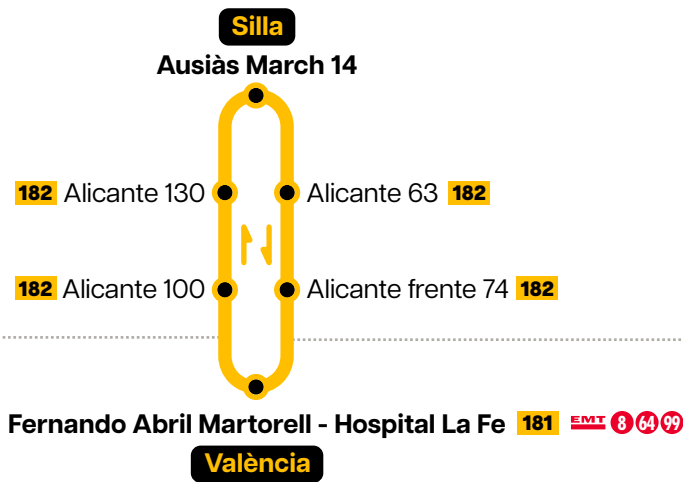 Silla
Ausiàs March 14
182 Alicante 130
Alicante 63 182
182 Alicante 100
Alicante frente 74 182
Fernando Abril Martorell - Hospital La Fe 181 EMT 8 64 99
València